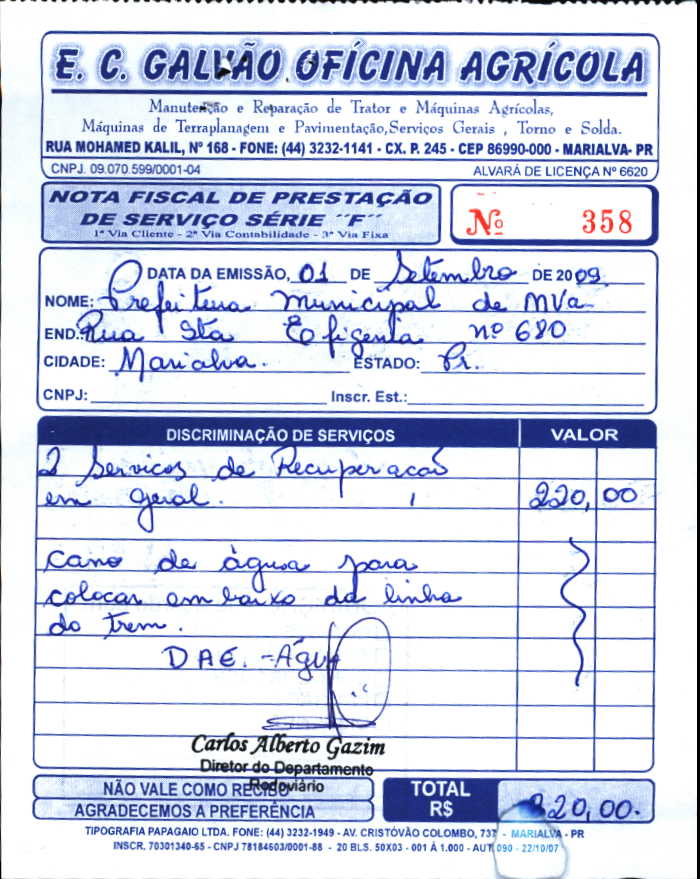 E. C. GALVÃO OFÍCINA AGRÍCOLA
Manutenção e Reparação de Trator e Máquinas Agrícolas,
Máquinas de Terraplanagem e Pavimentação,Serviços Gerais , Torno e Solda.
RUA MOHAMED KALIL, Nº 168 - FONE: (44) 3232-1141 - CX. P. 245 - CEP 86990-000 - MARIALVA- PR
CNPJ. 09.070.599/0001-04 ALVARÁ DE LICENÇA Nº 6620
NOTA FISCAL DE PRESTAÇÃO
DE SERVIÇO SÉRIE ´´F´´
1ª Via Cliente - 2ª Via Contabilidade - 3ª Via Fixa
Nº 358
DATA DA EMISSÃO, 01 DE Setembro DE 2009
NOME: Prefeitura Municipal de MVa
END.: Rua Sta Efigenia nº 680
CIDADE: Marialva. ESTADO: Pr.
CNPJ: Inscr. Est.:
DISCRIMINAÇÃO DE SERVIÇOS VALOR
2 Servicos de Recuperacaõ
em geral. 220,00
cano de água para
colocar em baixo da linha
do trem.
DAE. - Água
Carlos Alberto Gazim
Diretor do Departamento
Rodoviário
NÃO VALE COMO RECIBO
AGRADECEMOS A PREFERÊNCIA
TOTAL
R$ 220,00.
TIPOGRAFIA PAPAGAIO LTDA. FONE: (44) 3232-1949 - AV. CRISTÓVÃO COLOMBO, 737 - MARIALVA - PR
INSCR. 70301340-65 - CNPJ 78184603/0001-88 - 20 BLS. 50X03 - 001 Á 1.000 - AUT 090 - 22/10/07